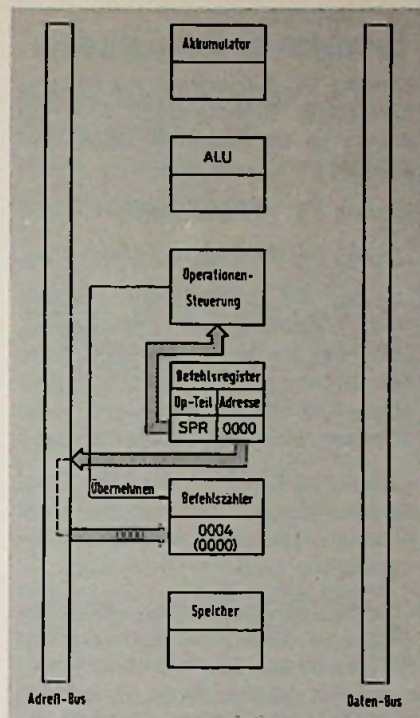 Akkumulator
ALU
Operationen-
Steuerung
Befehlsregister
Op-Teil Adresse
SPR 0000
Übernehmen
Befehlszähler
0000
0004
(0000)
Speicher
Adreß-Bus
Daten-Bus